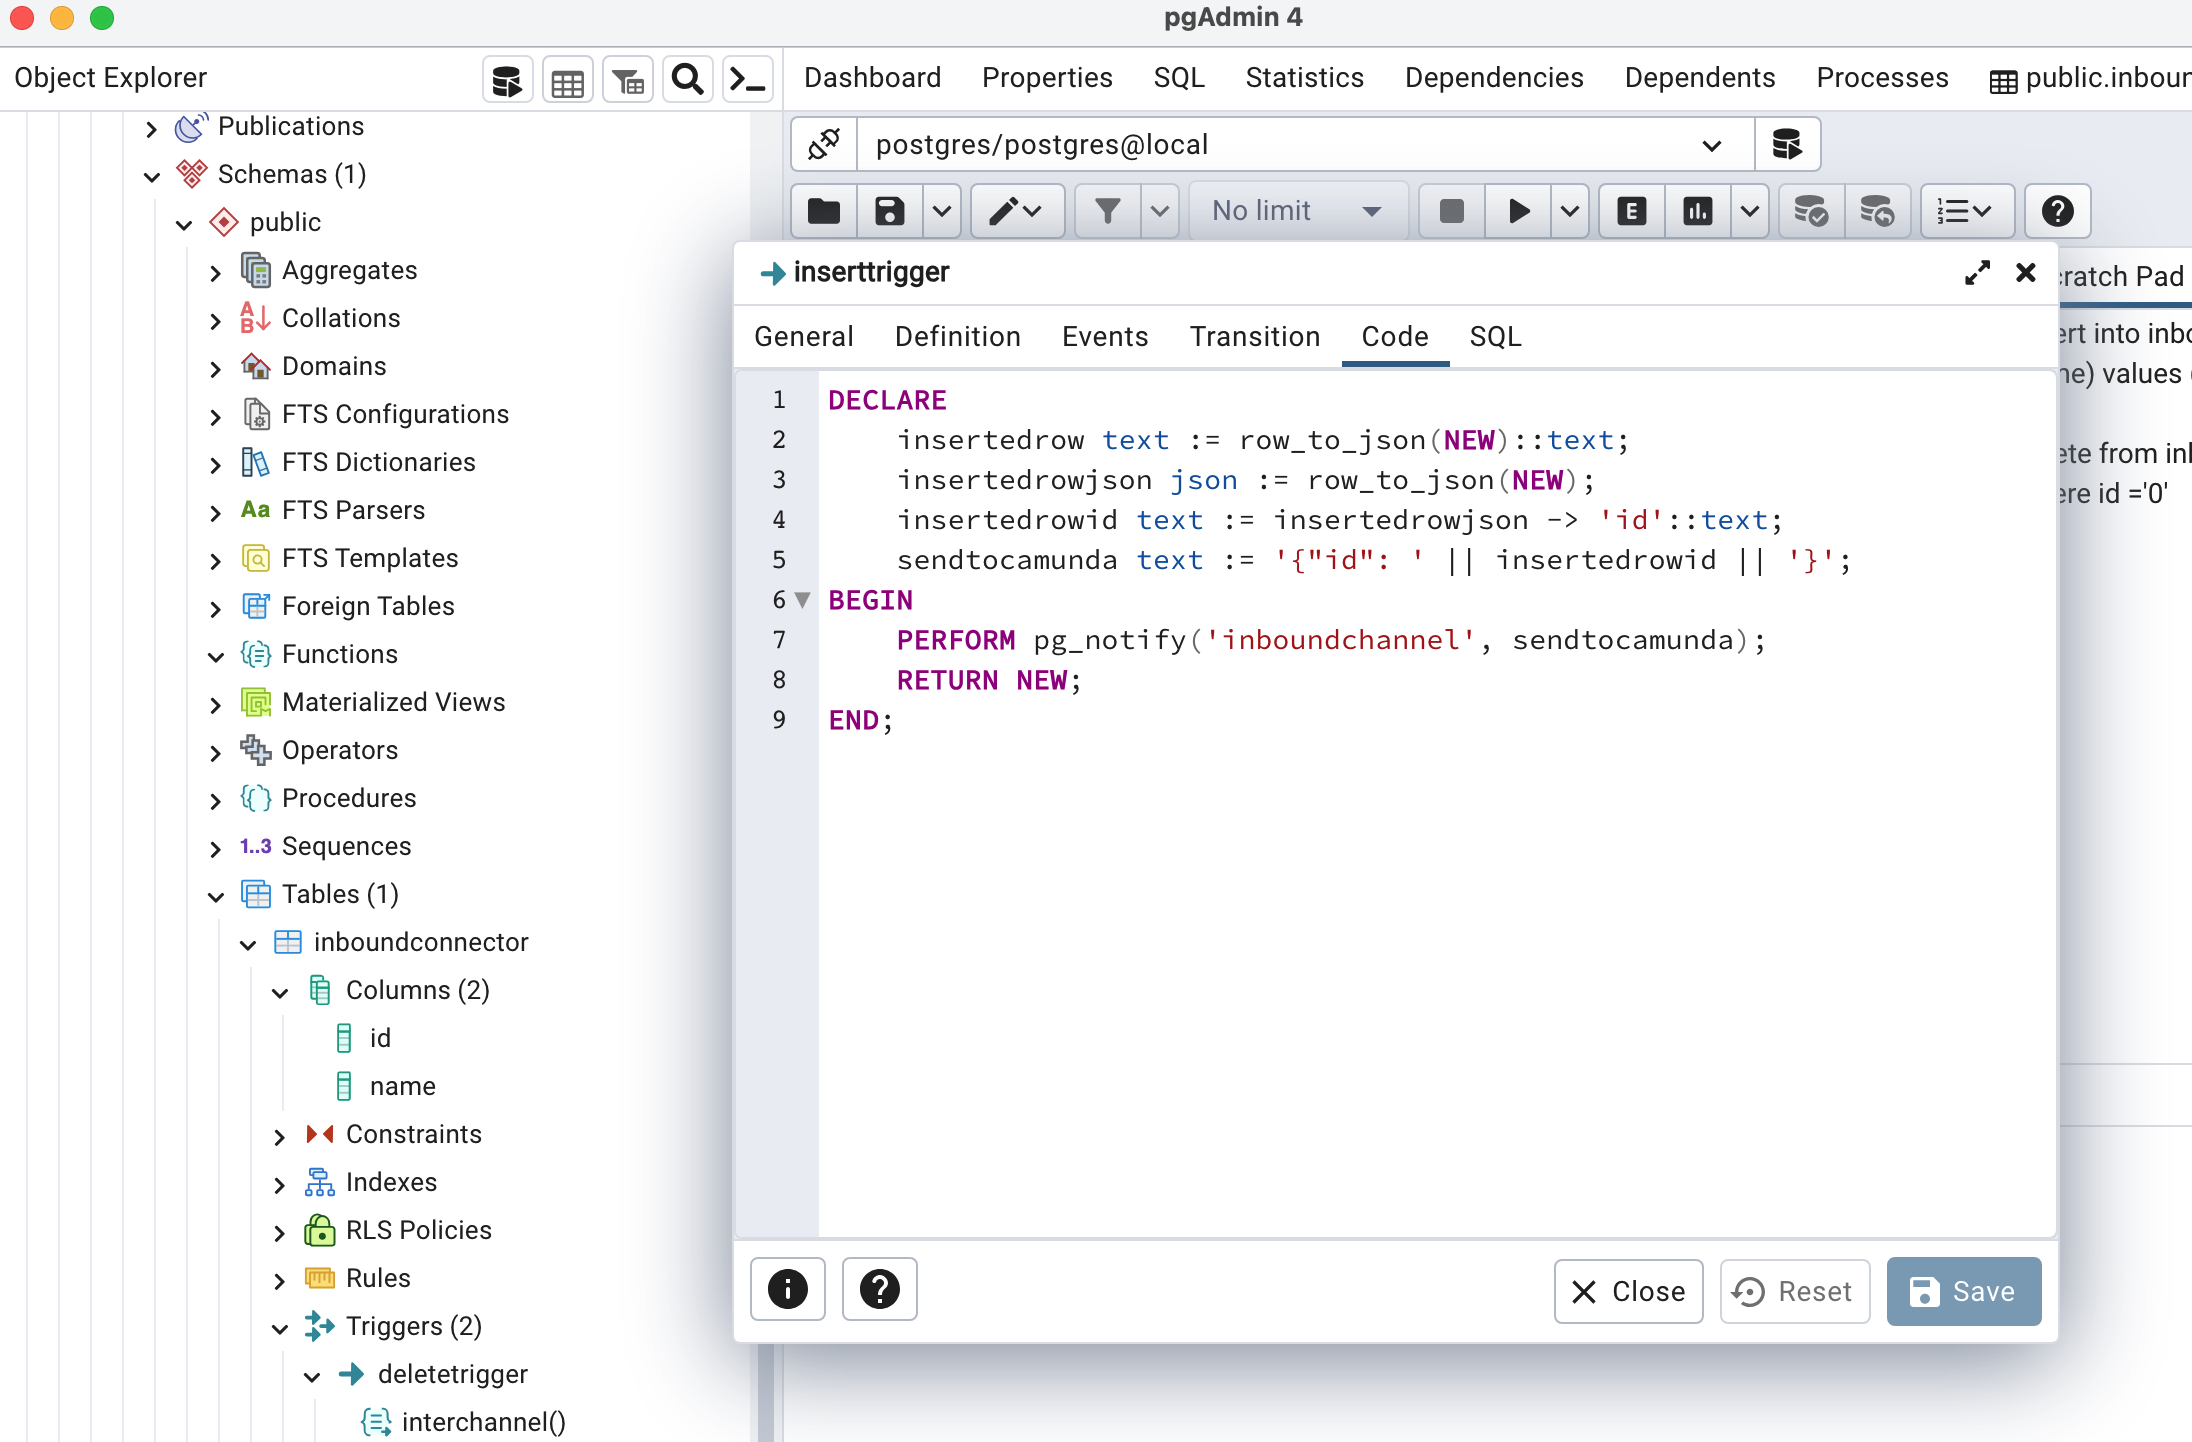 pgAdmin 4
Object Explorer
Dashboard Properties SQL Statistics Dependencies Dependents Processes public.inboun
postgres/postgres@local
No limit
Publications
Schemas (1)
public
Aggregates
Collations
Domains
FTS Configurations
FTS Dictionaries
Aa FTS Parsers
FTS Templates
Foreign Tables
Functions
Materialized Views
Operators
Procedures
1..3 Sequences
Tables (1)
inboundconnector
Columns (2)
id
name
Constraints
Indexes
RLS Policies
Rules
Triggers (2)
deletetrigger
interchannel()
inserttrigger
General Definition Events Transition Code SQL
1 DECLARE
2 insertedrow text := row_to_json(NEW)::text;
3 insertedrowjson json := row_to_json(NEW);
4 insertedrowid text := insertedrowjson -> 'id'::text;
5 sendtocamunda text := '{"id": ' || insertedrowid || '}';
6 BEGIN
7 PERFORM pg_notify('inboundchannel', sendtocamunda);
8 RETURN NEW;
9 END;
Close Reset Save
ratch Pad
ert into inbo
ne) values
ete from inl
ere id ='0'